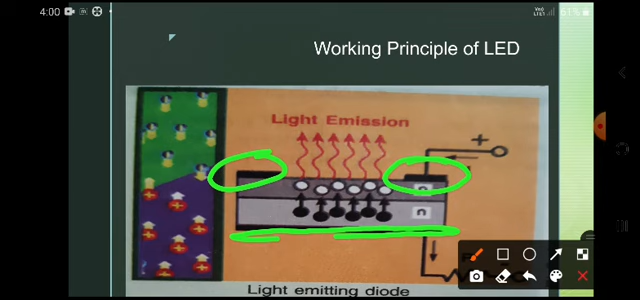 4:00
61%
Working Principle of LED
Light Emission
+
n
Light emitting diode